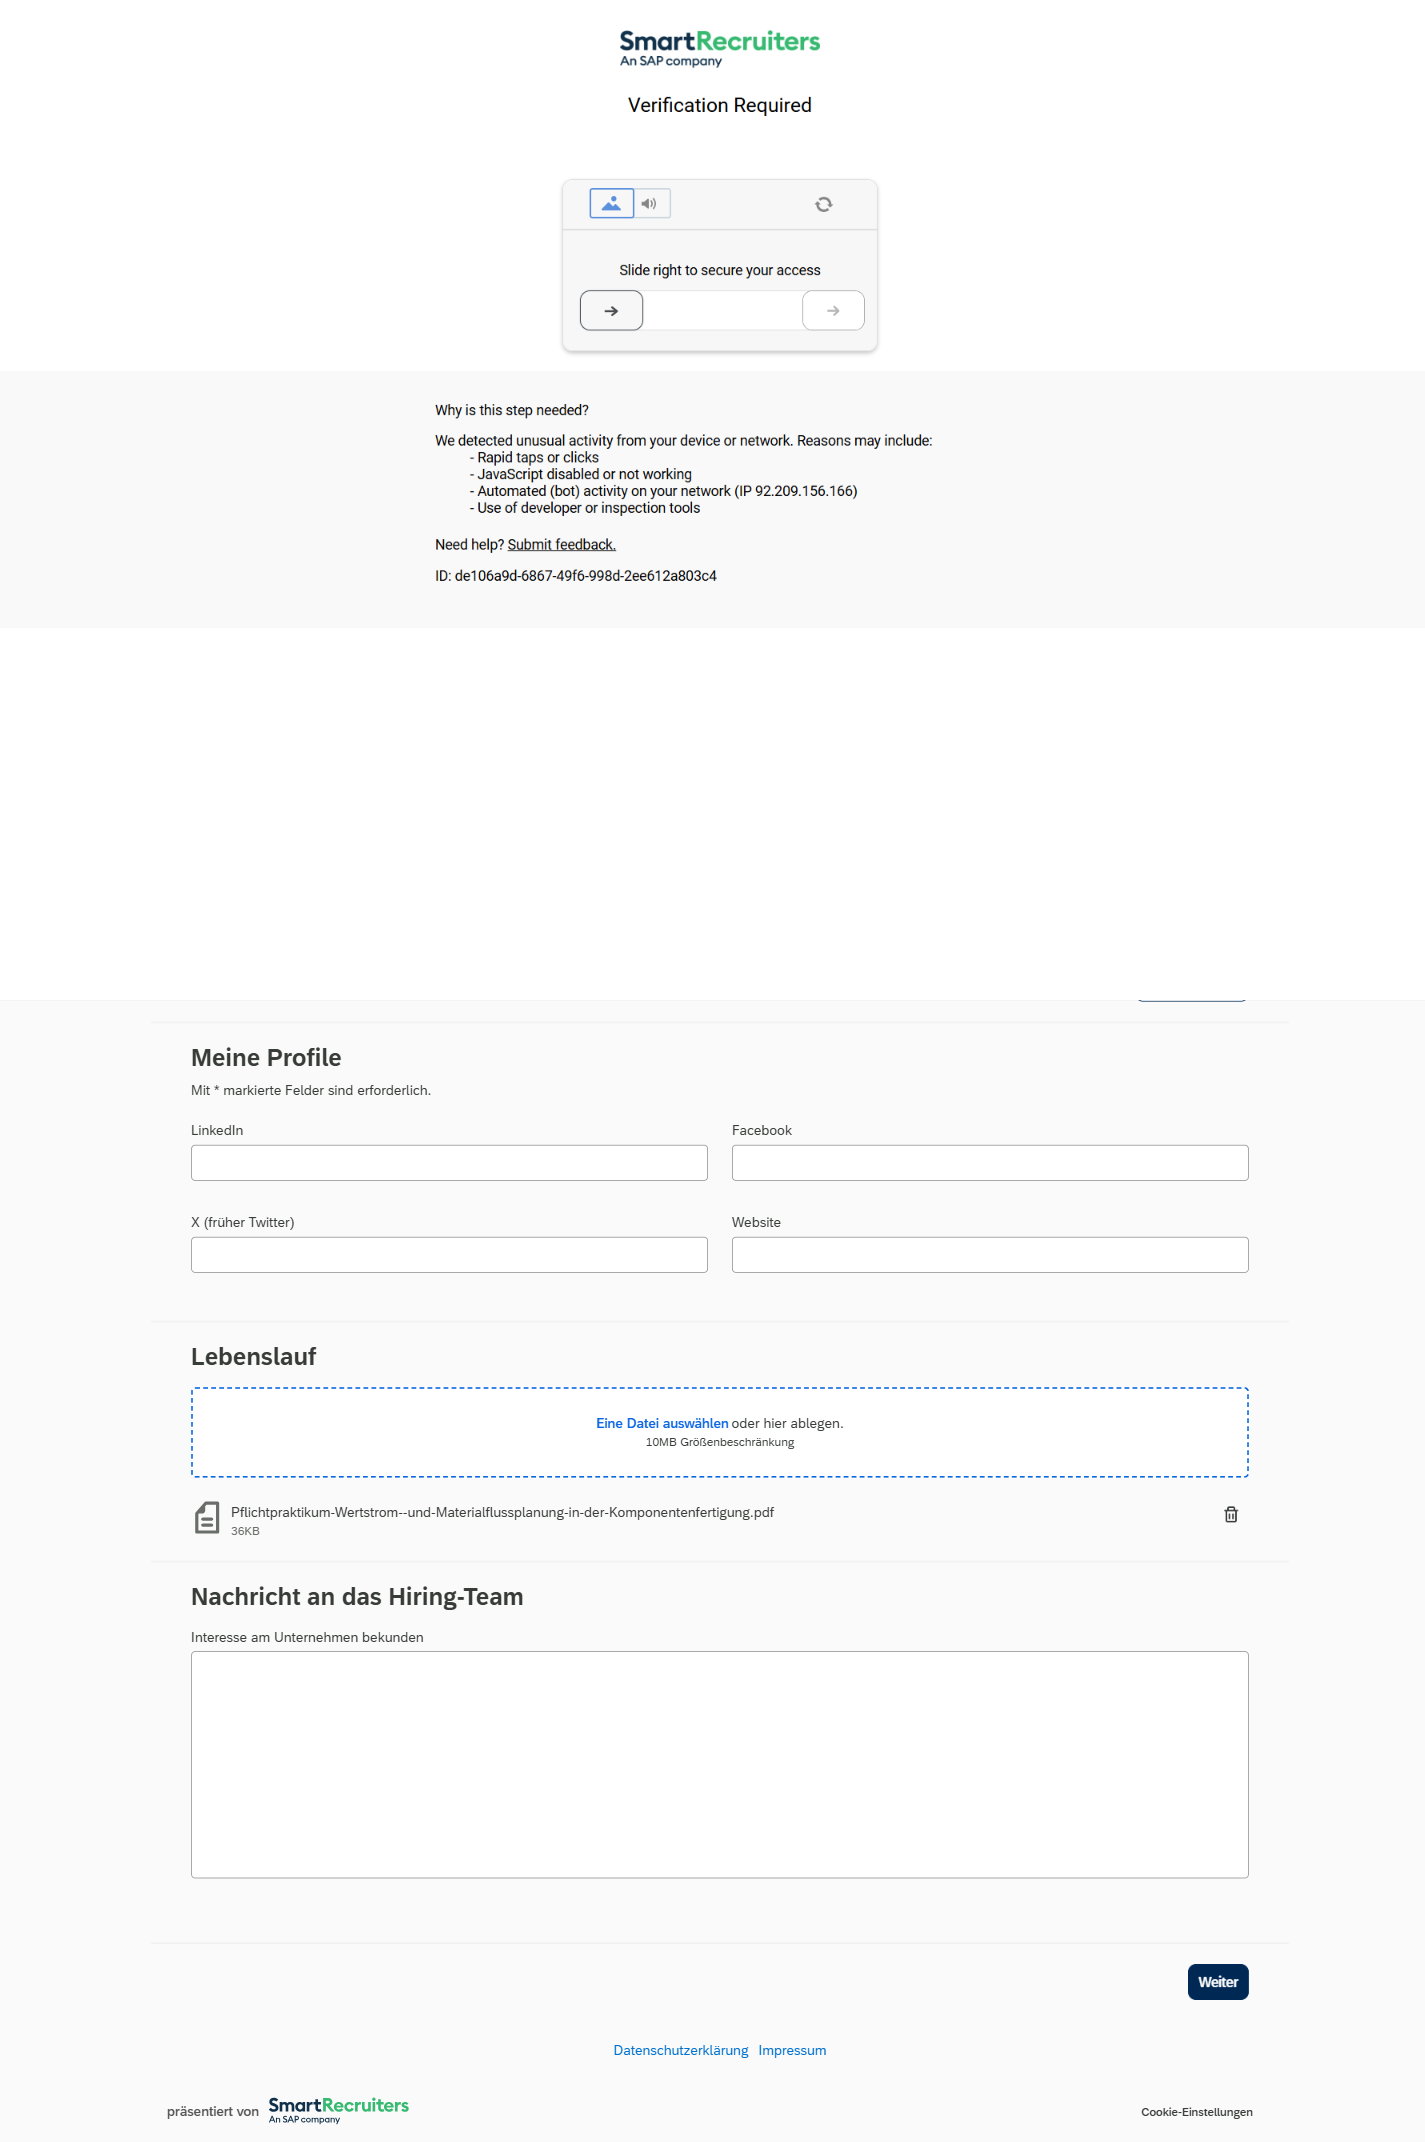 SmartRecruiters
An SAP company
Verification Required
Slide right to secure your access
Why is this step needed?
We detected unusual activity from your device or network. Reasons may include:
- Rapid taps or clicks
- JavaScript disabled or not working
- Automated (bot) activity on your network (IP 92.209.156.166)
- Use of developer or inspection tools
Need help? Submit feedback.
ID: de106a9d-6867-49f6-998d-2ee612a803c4
Meine Profile
Mit * markierte Felder sind erforderlich.
LinkedIn
Facebook
X (früher Twitter)
Website
Lebenslauf
Eine Datei auswählen oder hier ablegen.
10MB Größenbeschränkung
Pflichtpraktikum-Wertstrom--und-Materialflussplanung-in-der-Komponentenfertigung.pdf
36KB
Nachricht an das Hiring-Team
Interesse am Unternehmen bekunden
Weiter
Datenschutzerklärung Impressum
präsentiert von SmartRecruiters
An SAP company
Cookie-Einstellungen